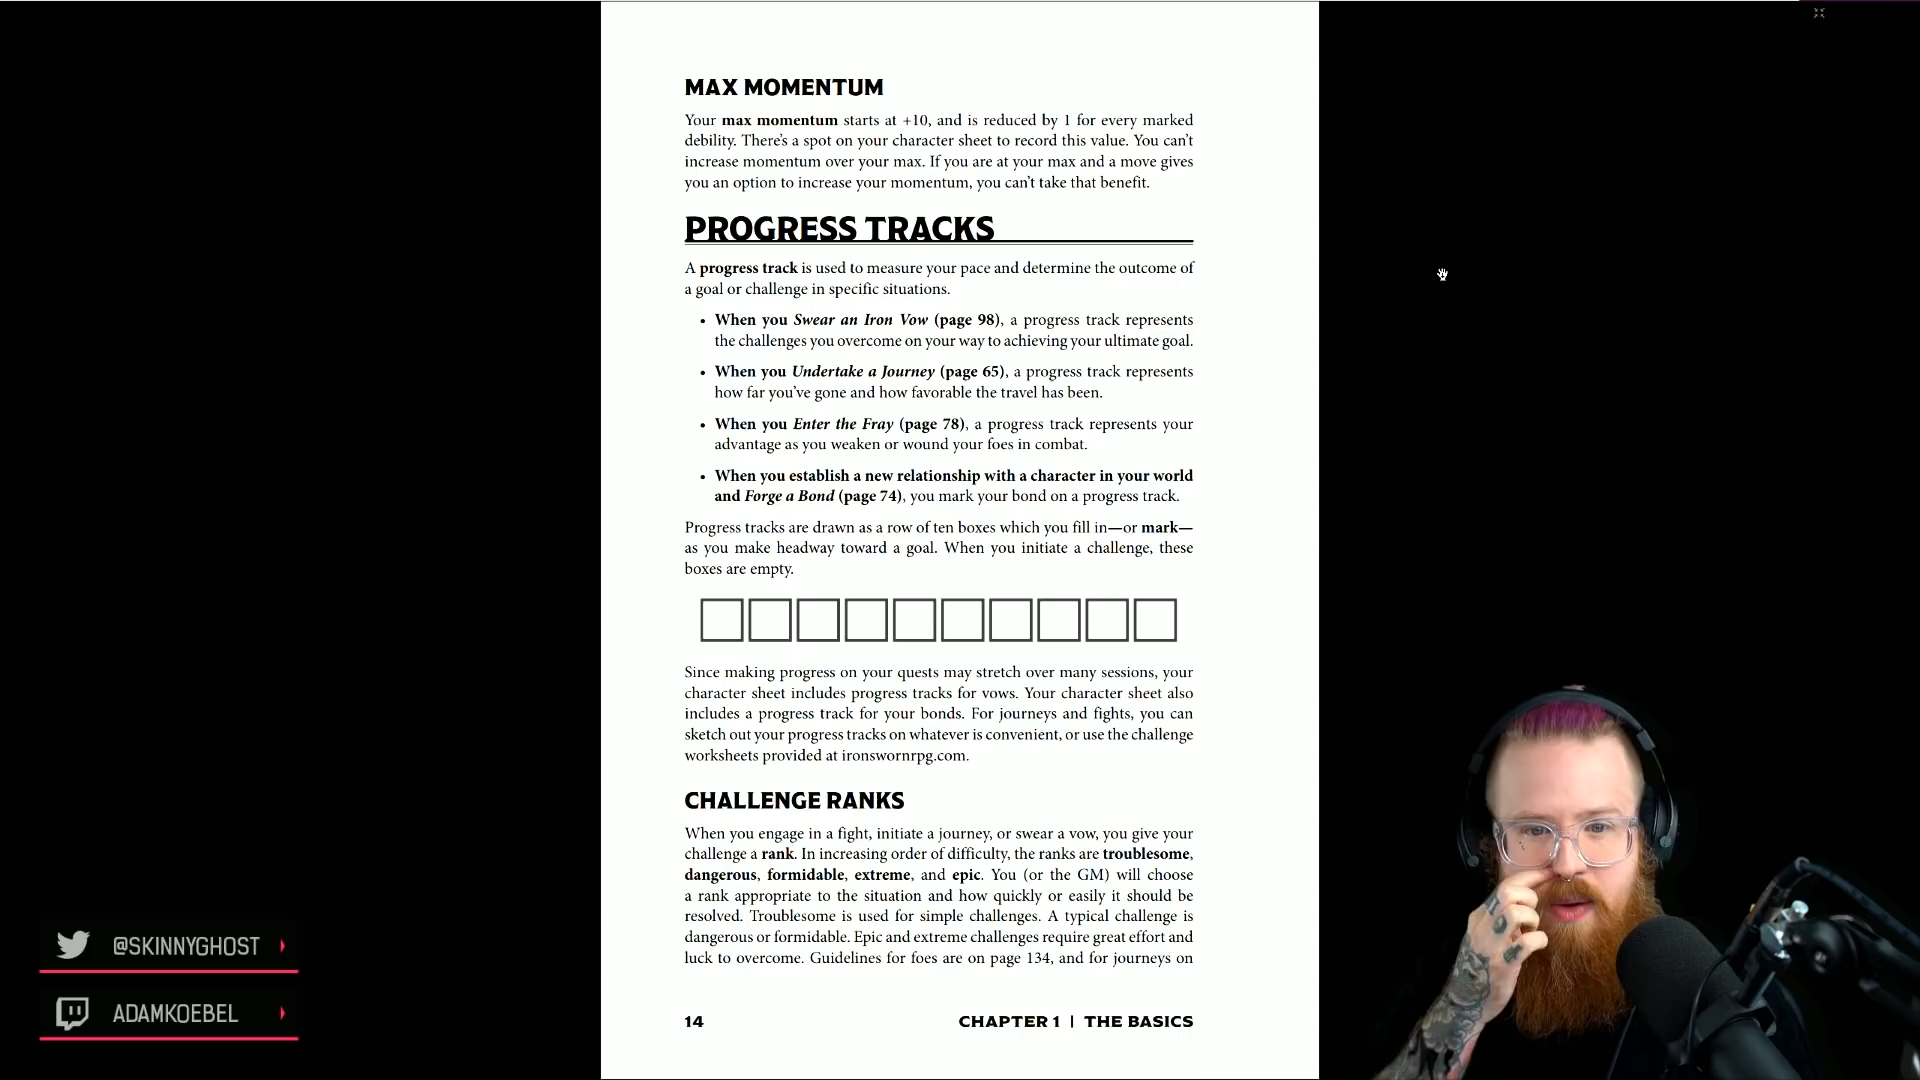 MAX MOMENTUM
Your max momentum starts at +10, and is reduced by 1 for every marked
debility. There's a spot on your character sheet to record this value. You can't
increase momentum over your max. If you are at your max and a move gives
you an option to increase your momentum, you can't take that benefit.
PROGRESS TRACKS
A progress track is used to measure your pace and determine the outcome of
a goal or challenge in specific situations.
• When you Swear an Iron Vow (page 98), a progress track represents
the challenges you overcome on your way to achieving your ultimate goal.
• When you Undertake a Journey (page 65), a progress track represents
how far you've gone and how favorable the travel has been.
• When you Enter the Fray (page 78), a progress track represents your
advantage as you weaken or wound your foes in combat.
• When you establish a new relationship with a character in your world
and Forge a Bond (page 74), you mark your bond on a progress track.
Progress tracks are drawn as a row of ten boxes which you fill in—or mark—
as you make headway toward a goal. When you initiate a challenge, these
boxes are empty.
Since making progress on your quests may stretch over many sessions, your
character sheet includes progress tracks for vows. Your character sheet also
includes a progress track for your bonds. For journeys and fights, you can
sketch out your progress tracks on whatever is convenient, or use the challenge
worksheets provided at ironswornrpg.com.
CHALLENGE RANKS
When you engage in a fight, initiate a journey, or swear a vow, you give your
challenge a rank. In increasing order of difficulty, the ranks are troublesome,
dangerous, formidable, extreme, and epic. You (or the GM) will choose
a rank appropriate to the situation and how quickly or easily it should be
resolved. Troublesome is used for simple challenges. A typical challenge is
dangerous or formidable. Epic and extreme challenges require great effort and
luck to overcome. Guidelines for foes are on page 134, and for journeys on
14
CHAPTER 1 | THE BASICS
@SKINNYGHOST
ADAMKOEBEL